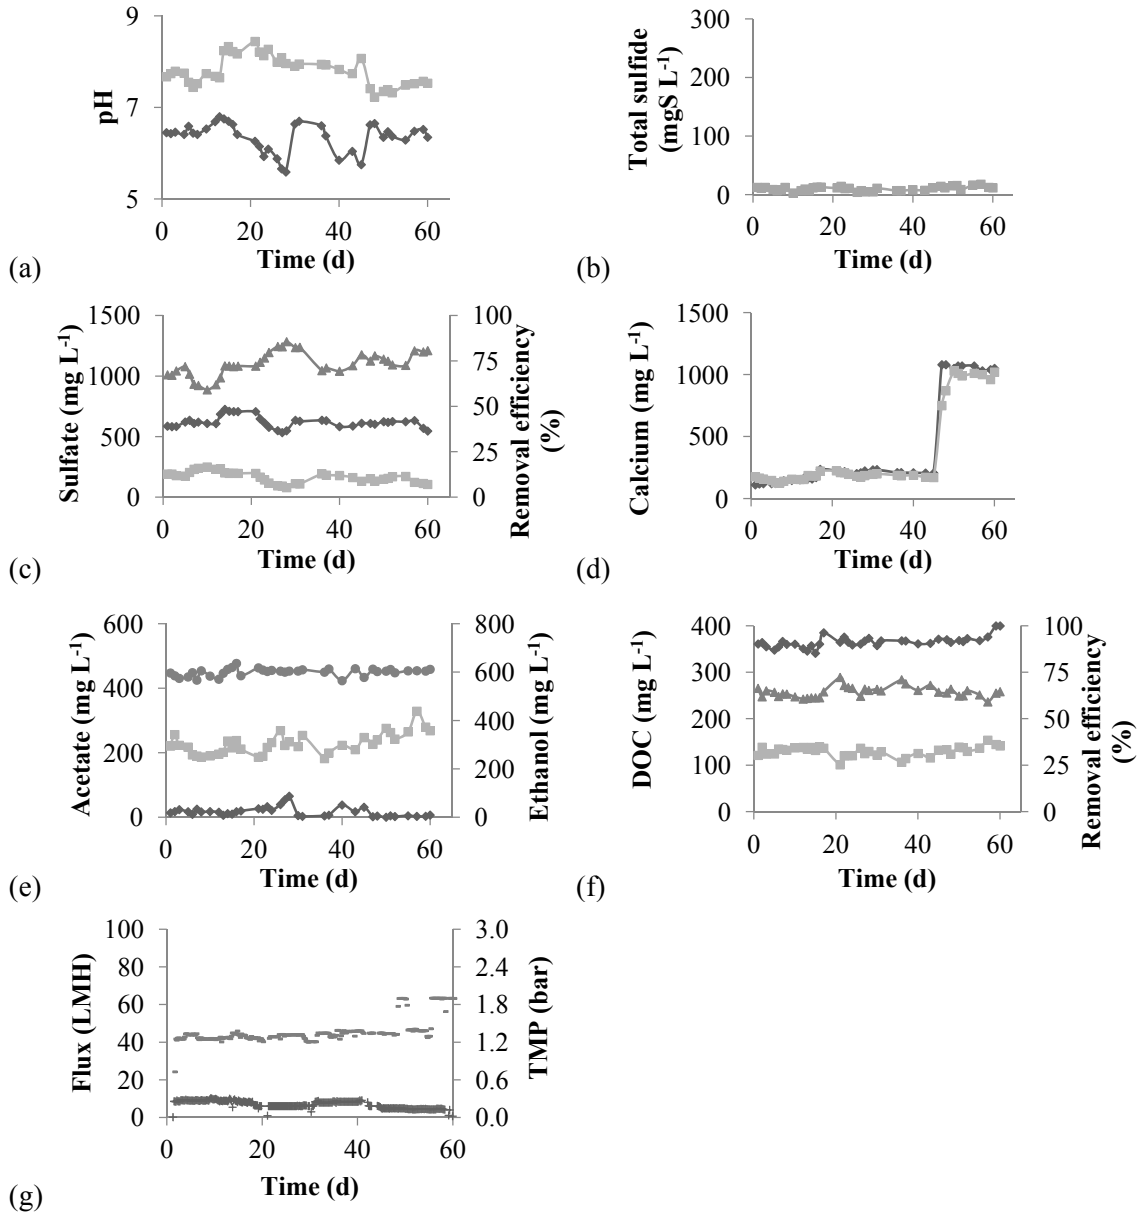 9
7
5
pH
0 20 40 60
Time (d)
(a)
300
200
100
0
Total sulfide
(mgS L-1)
0 20 40 60
Time (d)
(b)
1500
1000
500
0
Sulfate (mg L-1)
100
75
50
25
0
Removal efficiency
(%)
0 20 40 60
Time (d)
(c)
1500
1000
500
0
Calcium (mg L-1)
0 20 40 60
Time (d)
(d)
600
400
200
0
Acetate (mg L-1)
800
600
400
200
0
Ethanol (mg L-1)
0 20 40 60
Time (d)
(e)
400
300
200
100
0
DOC (mg L-1)
100
75
50
25
0
Removal efficiency
(%)
0 20 40 60
Time (d)
(f)
100
80
60
40
20
0
Flux (LMH)
3.0
2.4
1.8
1.2
0.6
0.0
TMP (bar)
0 20 40 60
Time (d)
(g)